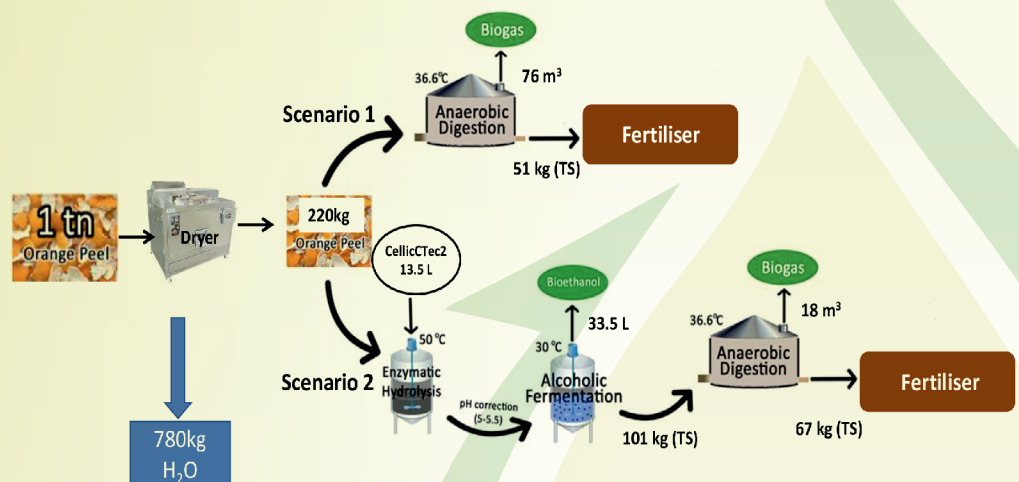 Biogas
36.6°C
76 m³
Scenario 1
Anaerobic
Digestion
Fertiliser
51 kg (TS)
1 tn
Orange Peel
Dryer
220kg
Orange Peel
CellicCTec2
13.5 L
Biogas
Bioethanol
18 m³
33.5 L
36.6°C
50 °C
30 °C
Anaerobic
Digestion
Scenario 2
Enzymatic
Hydrolysis
Alcoholic
Fermentation
Fertiliser
pH correction
(5-5.5)
101 kg (TS)
67 kg (TS)
780kg
H₂O